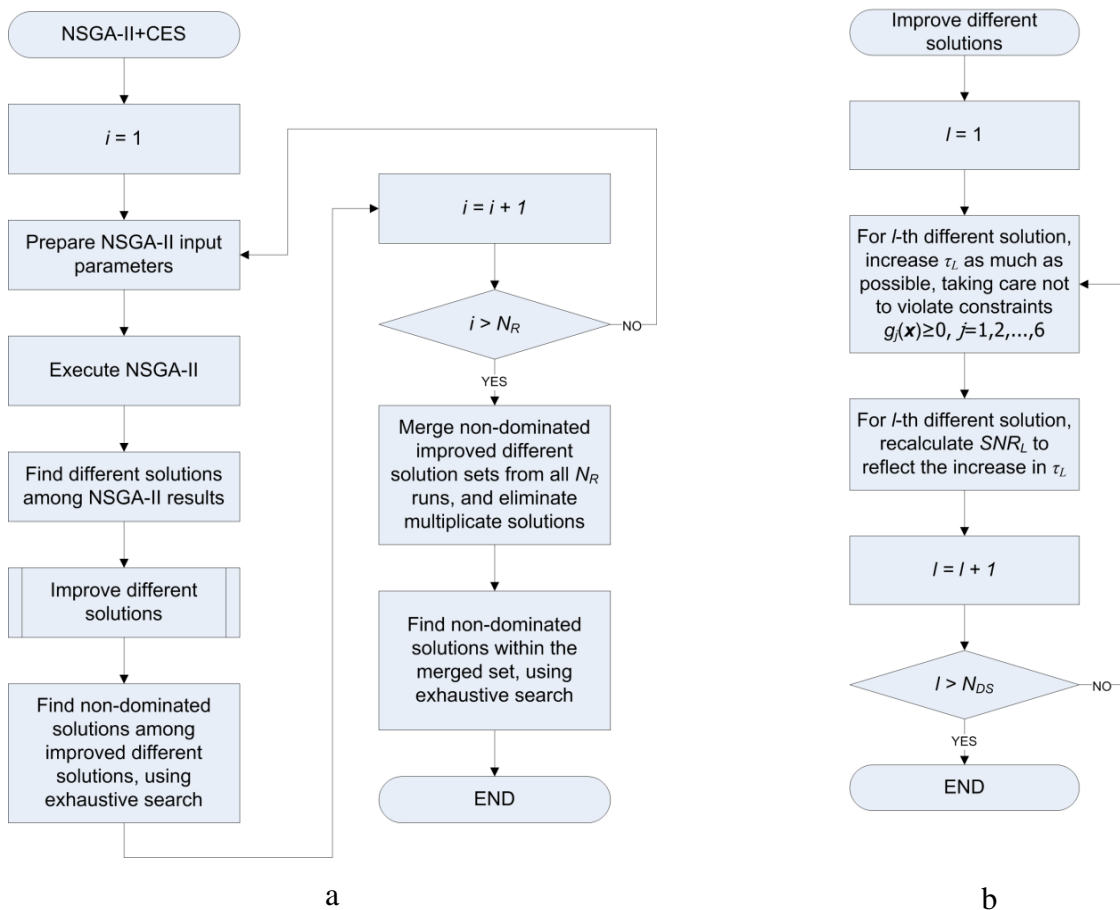 NSGA-II+CES
i = 1
Prepare NSGA-II input
parameters
Execute NSGA-II
Find different solutions
among NSGA-II results
Improve different
solutions
Find non-dominated
solutions among
improved different
solutions, using
exhaustive search
i = i + 1
i > N_R
NO
YES
Merge non-dominated
improved different
solution sets from all N_R
runs, and eliminate
multiplicate solutions
Find non-dominated
solutions within the
merged set, using
exhaustive search
END
a
Improve different
solutions
l = 1
For l-th different solution,
increase τ_L as much as
possible, taking care not
to violate constraints
g_j(x)≥0, j=1,2,...,6
For l-th different solution,
recalculate SNR_L to
reflect the increase in τ_L
l = l + 1
l > N_DS
NO
YES
END
b